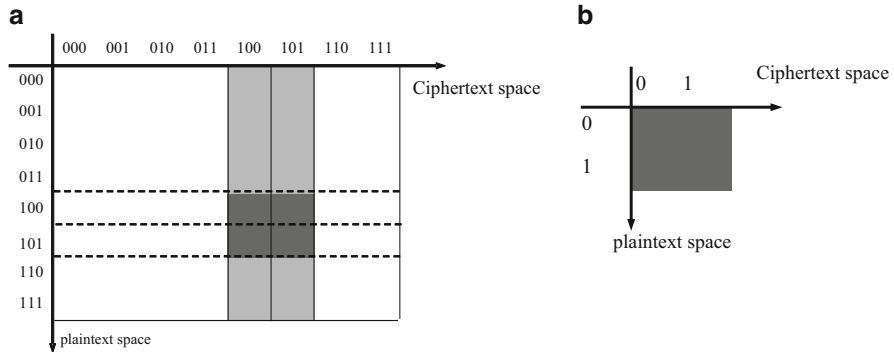 a
000 001 010 011 100 101 110 111
Ciphertext space
000
001
010
011
100
101
110
111
plaintext space
b
0 1
Ciphertext space
0
1
plaintext space